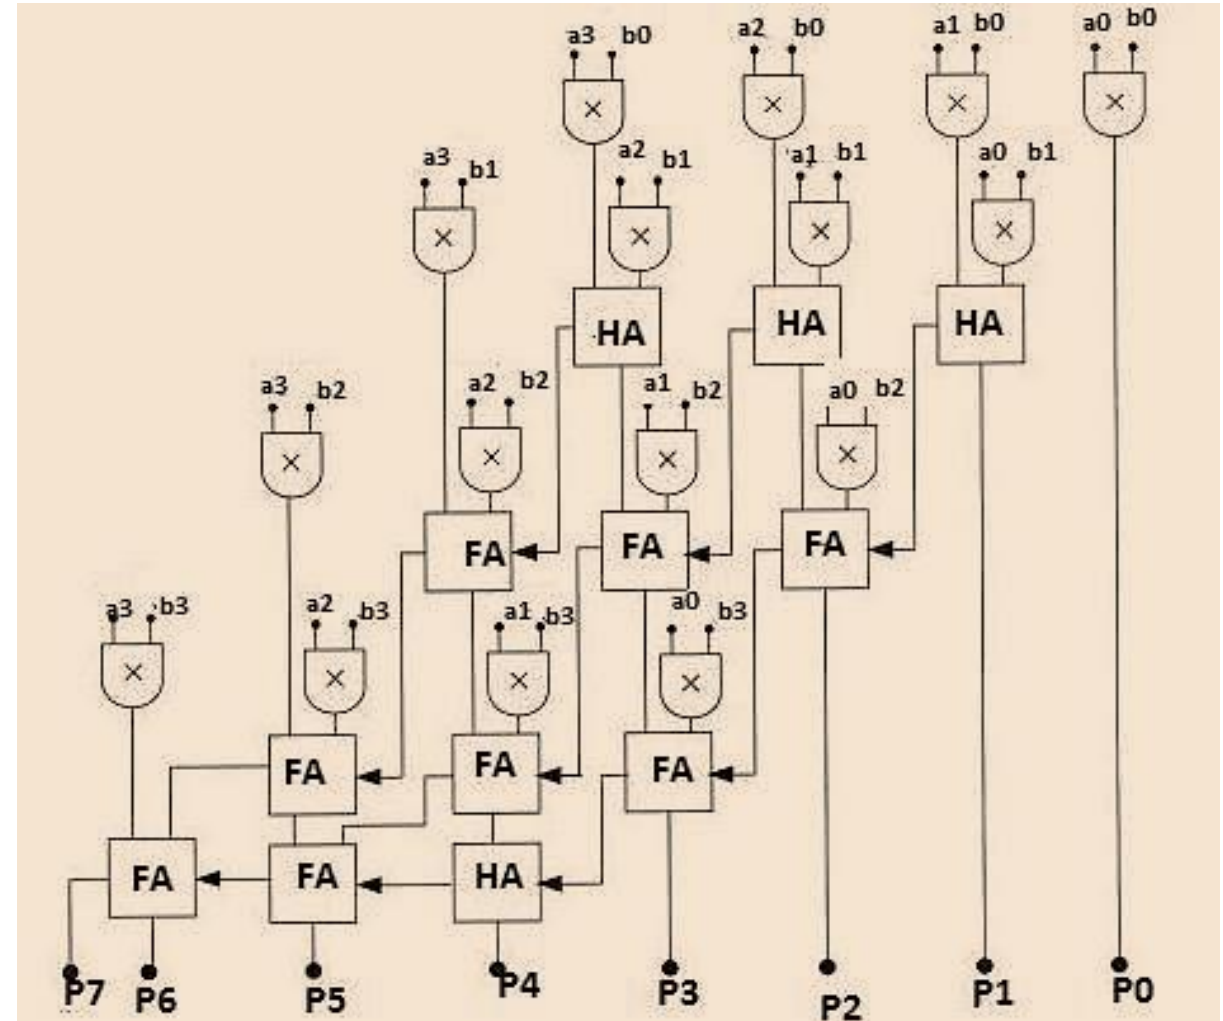 a3 b0 a2 b0 a1 b0 a0 b0
× × × ×
a3 b1 a2 b1 a1 b1 a0 b1
× × × ×
HA HA HA
a3 b2 a2 b2 a1 b2 a0 b2
× × × ×
FA FA FA
a3 b3 a2 b3 a1 b3 a0 b3
× × × ×
FA FA FA
FA FA HA
P7 P6 P5 P4 P3 P2 P1 P0